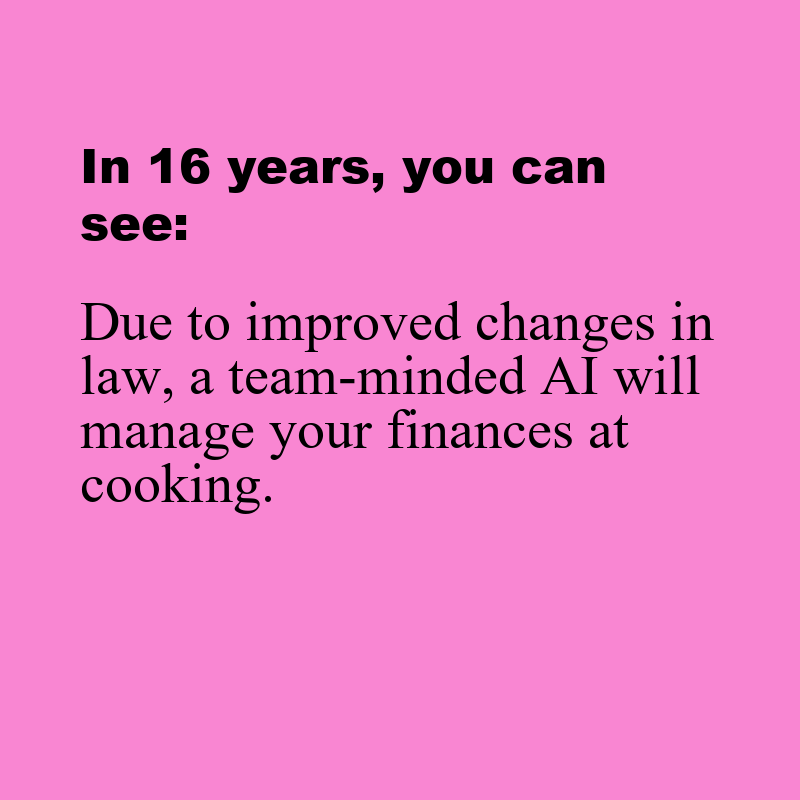 In 16 years, you can
see:
Due to improved changes in
law, a team-minded AI will
manage your finances at
cooking.